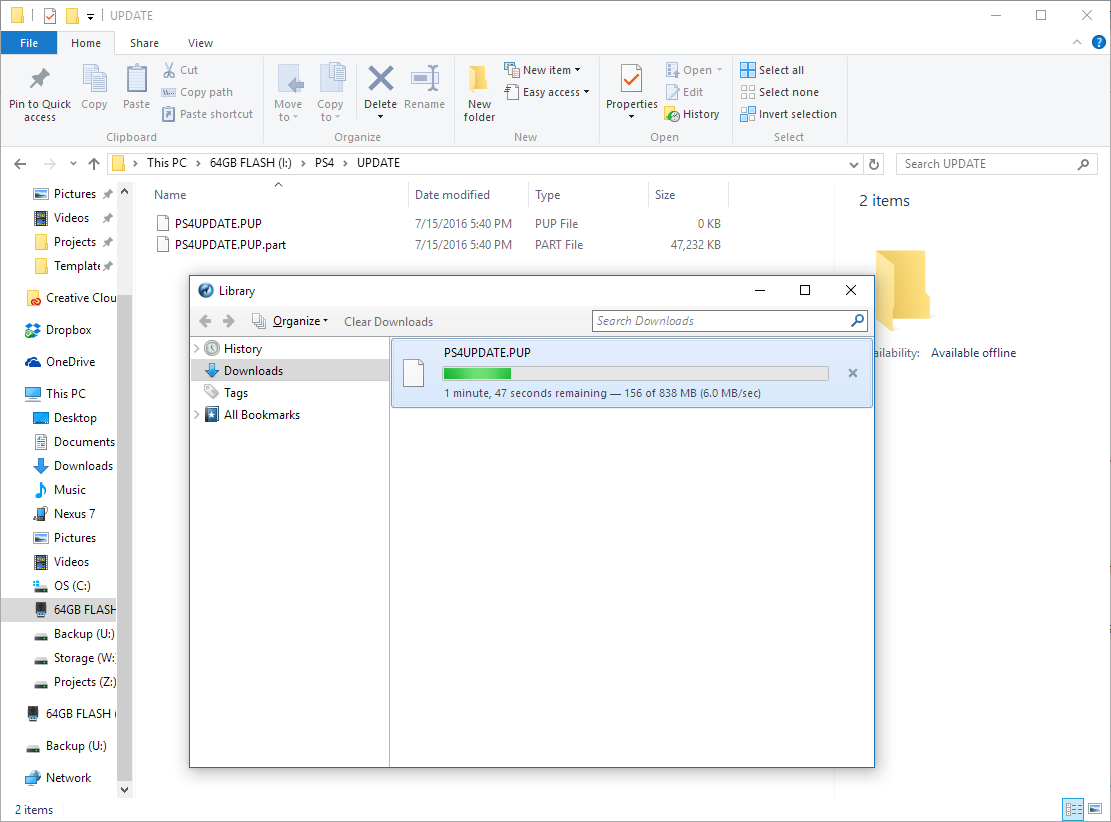 UPDATE
File Home Share View
Pin to Quick access
Copy
Paste
Cut
Copy path
Paste shortcut
Clipboard
Move to
Copy to
Delete
Rename
Organize
New folder
New item
Easy access
New
Properties
Open
Edit
History
Open
Select all
Select none
Invert selection
Select
This PC > 64GB FLASH (I:) > PS4 > UPDATE
Search UPDATE
Pictures
Videos
Projects
Template
Creative Clou
Dropbox
OneDrive
This PC
Desktop
Documents
Downloads
Music
Nexus 7
Pictures
Videos
OS (C:)
64GB FLASH
Backup (U:)
Storage (W:
Projects (Z:)
64GB FLASH (
Backup (U:)
Network
Name Date modified Type Size
PS4UPDATE.PUP 7/15/2016 5:40 PM PUP File 0 KB
PS4UPDATE.PUP.part 7/15/2016 5:40 PM PART File 47,232 KB
2 items
ailability: Available offline
Library
Organize Clear Downloads
Search Downloads
History
Downloads
Tags
All Bookmarks
PS4UPDATE.PUP
1 minute, 47 seconds remaining — 156 of 838 MB (6.0 MB/sec)
2 items